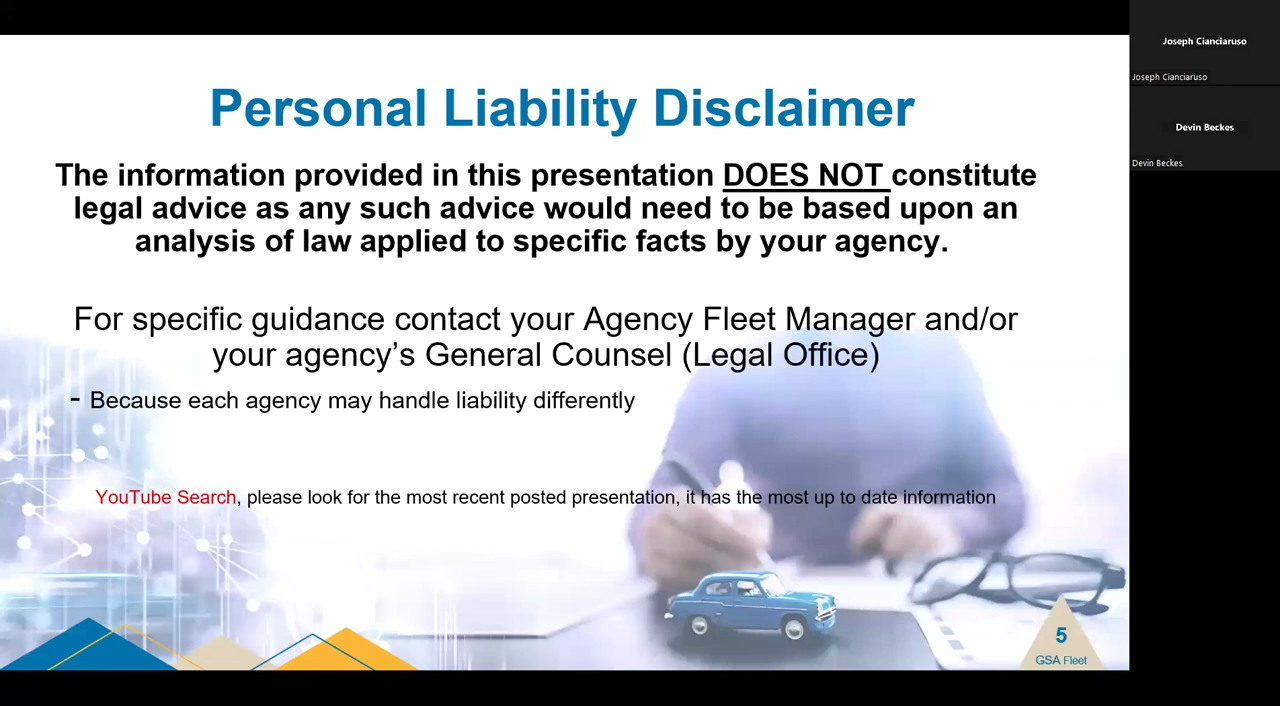 Personal Liability Disclaimer
The information provided in this presentation DOES NOT constitute
legal advice as any such advice would need to be based upon an
analysis of law applied to specific facts by your agency.
For specific guidance contact your Agency Fleet Manager and/or
your agency’s General Counsel (Legal Office)
- Because each agency may handle liability differently
YouTube Search, please look for the most recent posted presentation, it has the most up to date information
5
GSA Fleet
Joseph Cianciaruso
Joseph Cianciaruso
Devin Beckes
Devin Beckes